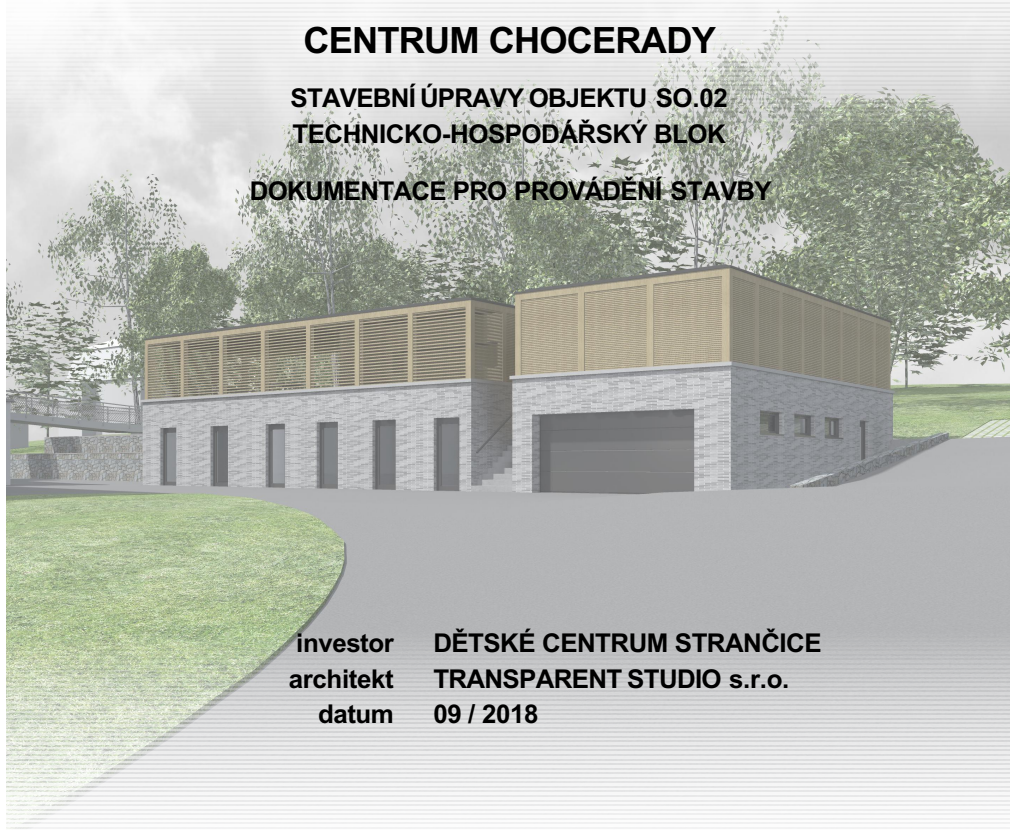 CENTRUM CHOCERADY
STAVEBNÍ ÚPRAVY OBJEKTU SO.02
TECHNICKO-HOSPODÁŘSKÝ BLOK
DOKUMENTACE PRO PROVÁDĚNÍ STAVBY
investor DĚTSKÉ CENTRUM STRANČICE
architekt TRANSPARENT STUDIO s.r.o.
datum 09 / 2018